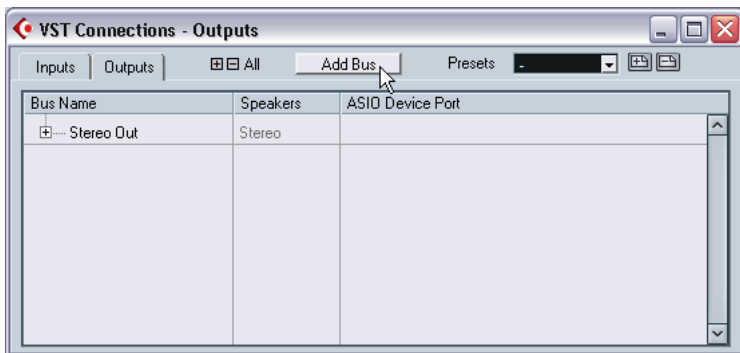 VST Connections - Outputs
Inputs Outputs All Add Bus Presets -
Bus Name Speakers ASIO Device Port
Stereo Out Stereo